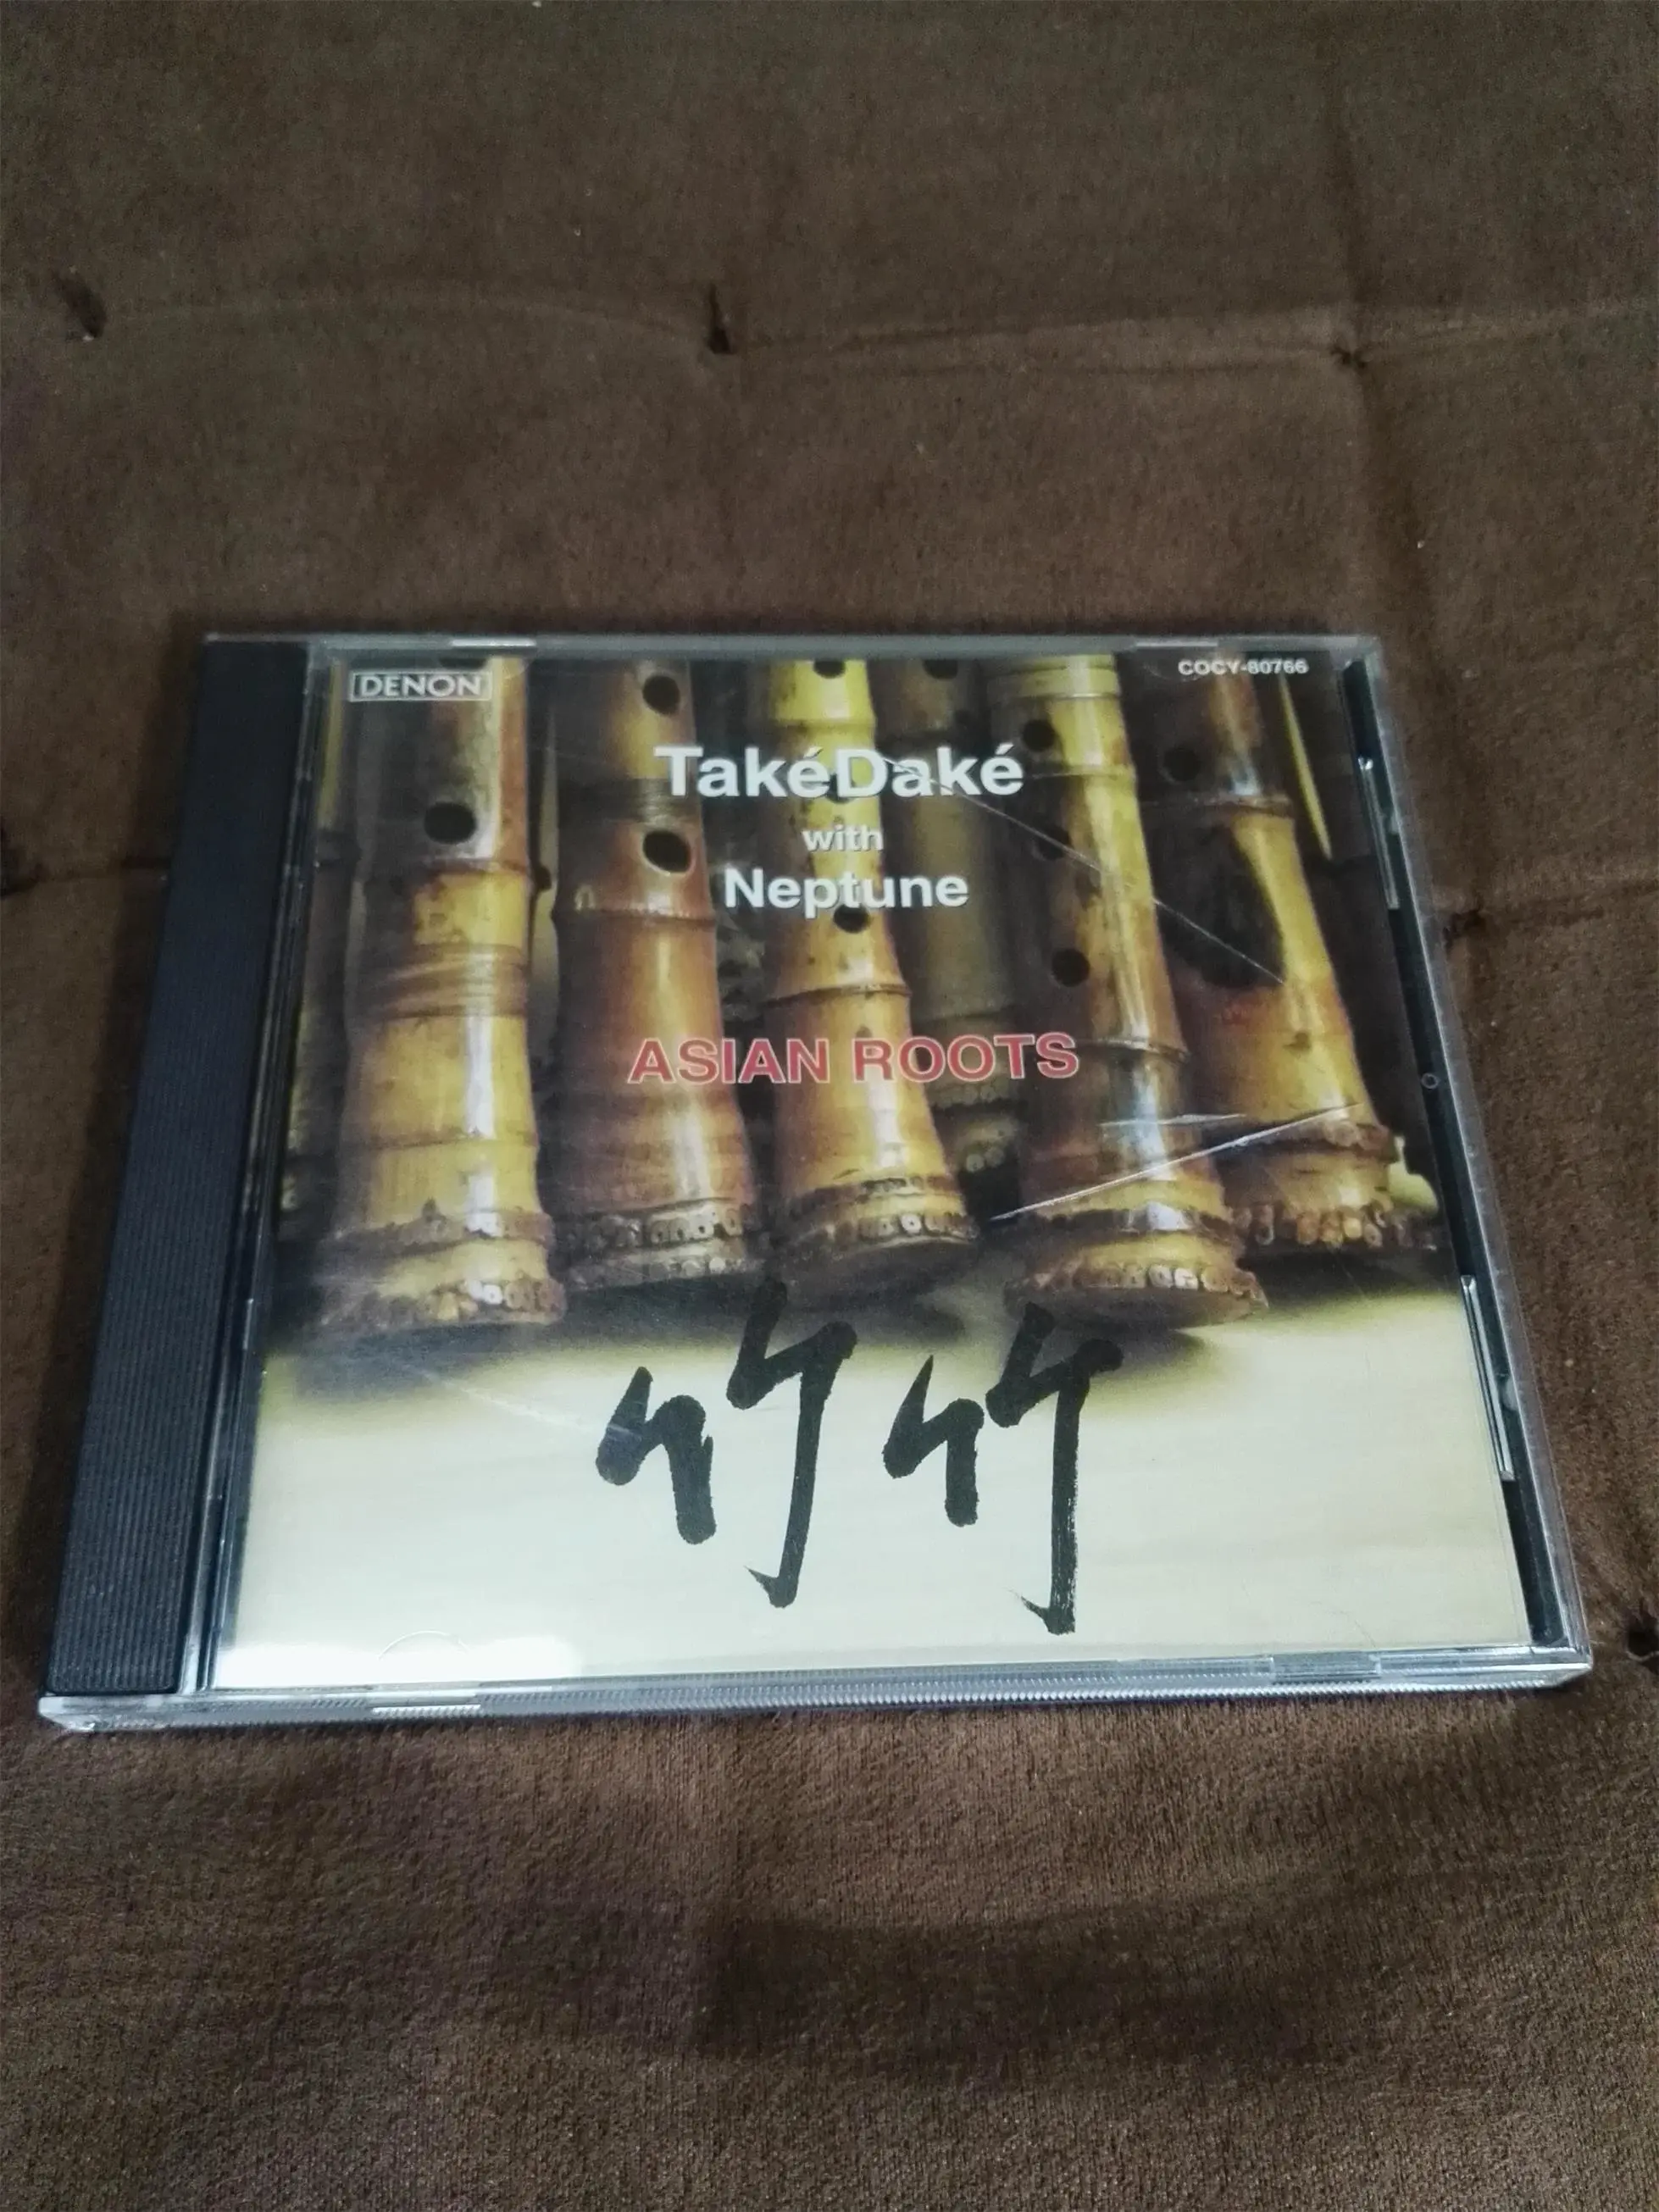 DENON
COCY-80766
TakéDaké
with
Neptune
ASIAN ROOTS
竹竹